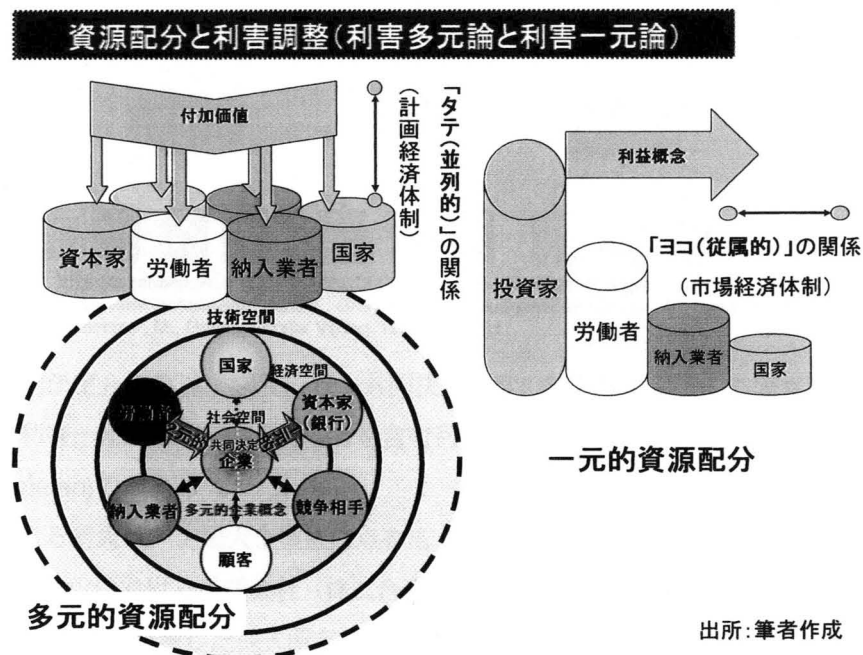 資源配分と利害調整(利害多元論と利害一元論)
付加価値
資本家
労働者
納入業者
国家
「タテ(並列的)」の関係
(計画経済体制)
技術空間
国家
経済空間
労働者
社会空間
資本家
(銀行)
共同決定
企業
納入業者
多元的企業概念
競争相手
顧客
多元的資源配分
利益概念
「ヨコ(従属的)」の関係
(市場経済体制)
投資家
労働者
納入業者
国家
一元的資源配分
出所:筆者作成